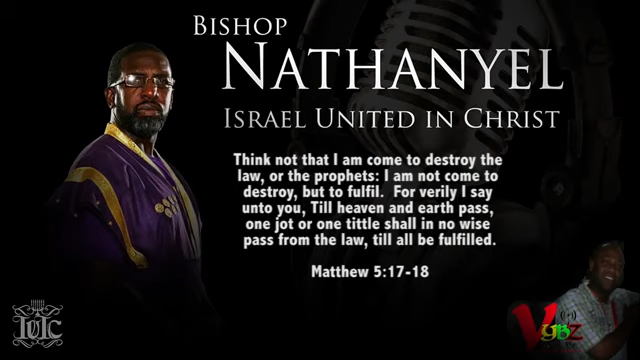 BISHOP
NATHANYEL
ISRAEL UNITED IN CHRIST
Think not that I am come to destroy the
law, or the prophets: I am not come to
destroy, but to fulfil.  For verily I say
unto you, Till heaven and earth pass,
one jot or one tittle shall in no wise
pass from the law, till all be fulfilled.
Matthew 5:17-18
IUIC
VYBZ